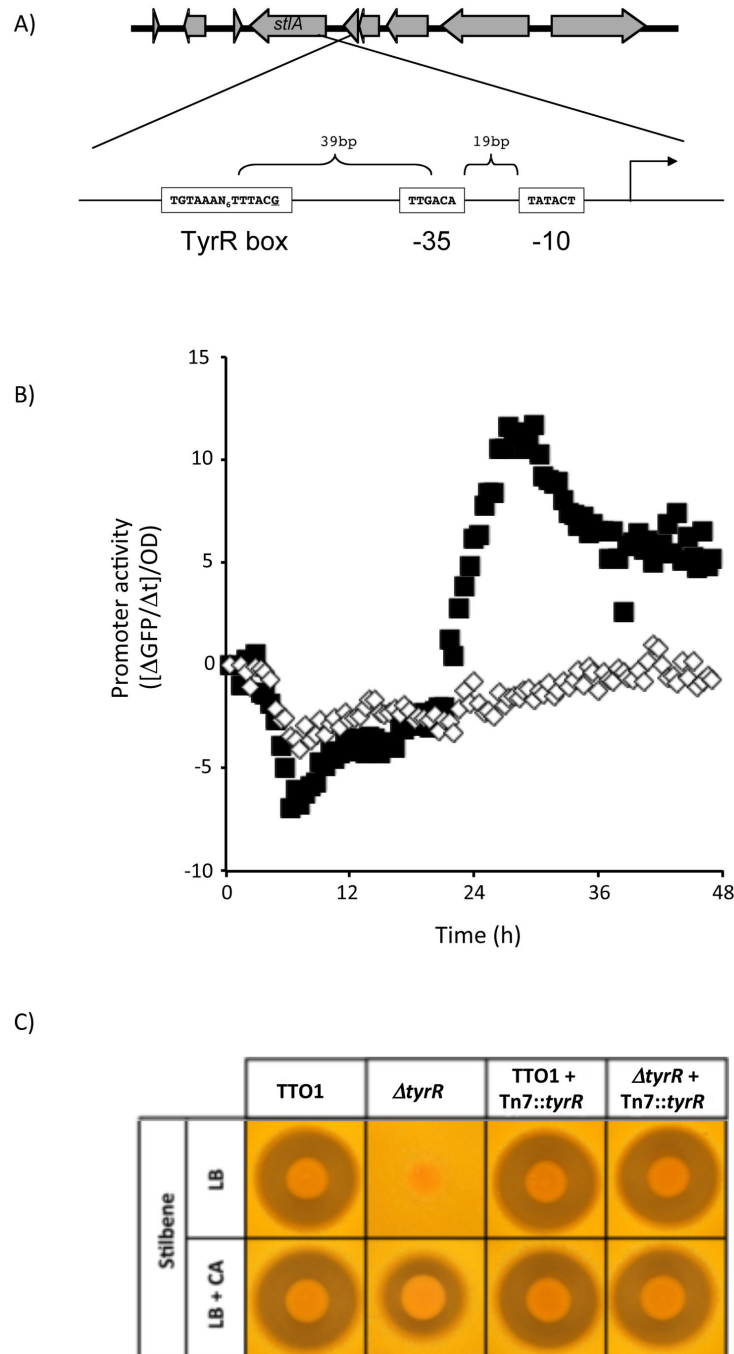 A)
stlA
39bp
19bp
TGTAAAN6TTTACG
TTGACA
TATACT
TyrR box
-35
-10
B)
15
10
5
0
-5
-10
Promoter activity
([ΔGFP/Δt]/OD)
0
12
24
36
48
Time (h)
C)
TTO1
ΔtyrR
TTO1 +
Tn7::tyrR
ΔtyrR +
Tn7::tyrR
Stilbene
LB
LB + CA